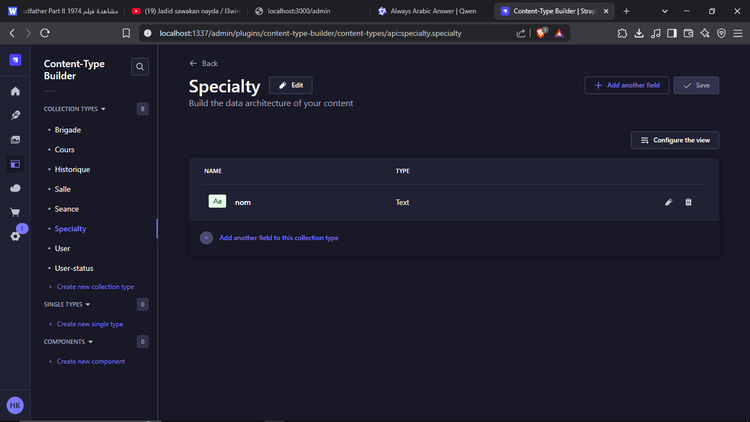 xdfather Part II 1974 مشاهدة فيلم
(19) Jadid sawakan nayda / l3win
localhost:3000/admin
Always Arabic Answer | Qwen
Content-Type Builder | Strap
localhost:1337/admin/plugins/content-type-builder/content-types/api::specialty.specialty
Content-Type
Builder
COLLECTION TYPES
8
Brigade
Cours
Historique
Salle
Seance
Specialty
User
User-status
+ Create new collection type
SINGLE TYPES
0
+ Create new single type
COMPONENTS
0
+ Create new component
1
HK
Back
Specialty
Edit
Build the data architecture of your content
+ Add another field
Save
Configure the view
NAME
TYPE
Aa
nom
Text
+ Add another field to this collection type